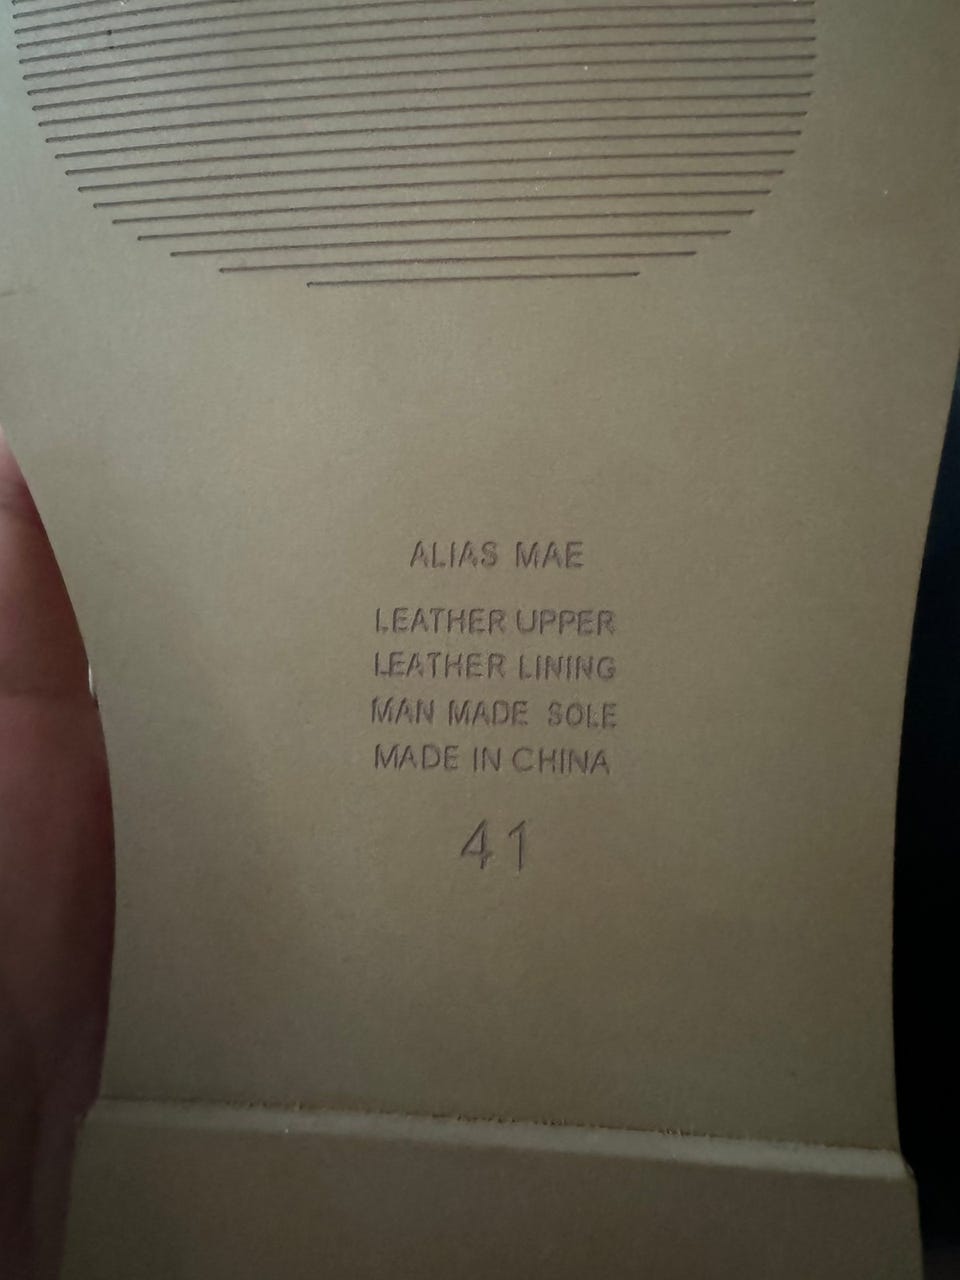 ALIAS MAE
LEATHER UPPER
LEATHER LINING
MAN MADE SOLE
MADE IN CHINA
41